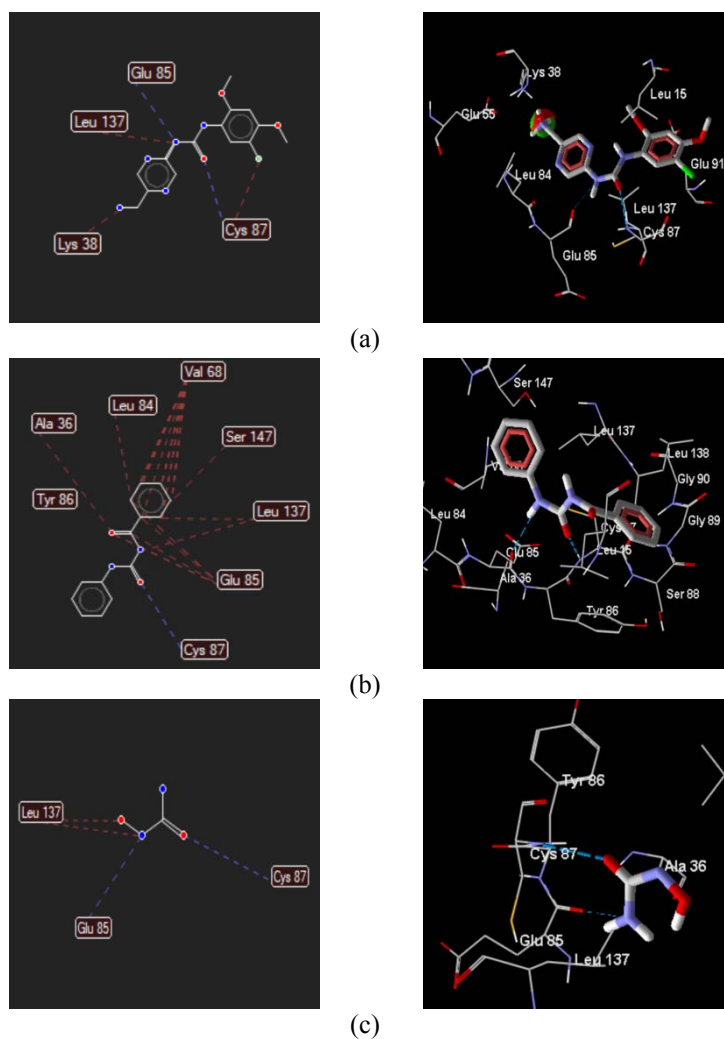 Glu 85
Leu 137
Lys 38
Cys 87
Lys 38
Leu 15
Glu 55
Glu 91
Leu 84
Leu 137
Cys 87
Glu 85
(a)
Val 68
Leu 84
Ala 36
Ser 147
Tyr 86
Leu 137
Glu 85
Cys 87
Ser 147
Leu 137
Leu 138
Gly 90
Leu 84
Gly 89
Glu 85
Leu 15
Ala 36
Ser 88
Tyr 86
(b)
Leu 137
Cys 87
Glu 85
Tyr 86
Cys 87
Ala 36
Glu 85
Leu 137
(c)